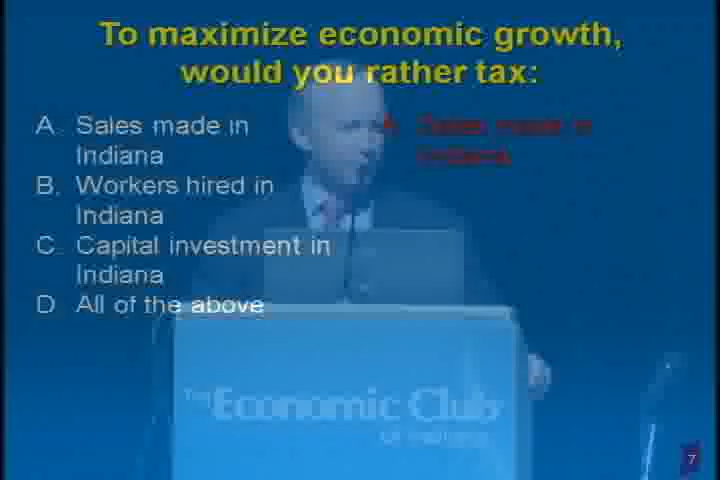 To maximize economic growth,
would you rather tax:
A. Sales made in
Indiana
B. Workers hired in
Indiana
C. Capital investment in
Indiana
D. All of the above
A. Sales made in
Indiana
THE Economic Club
OF INDIANA
7